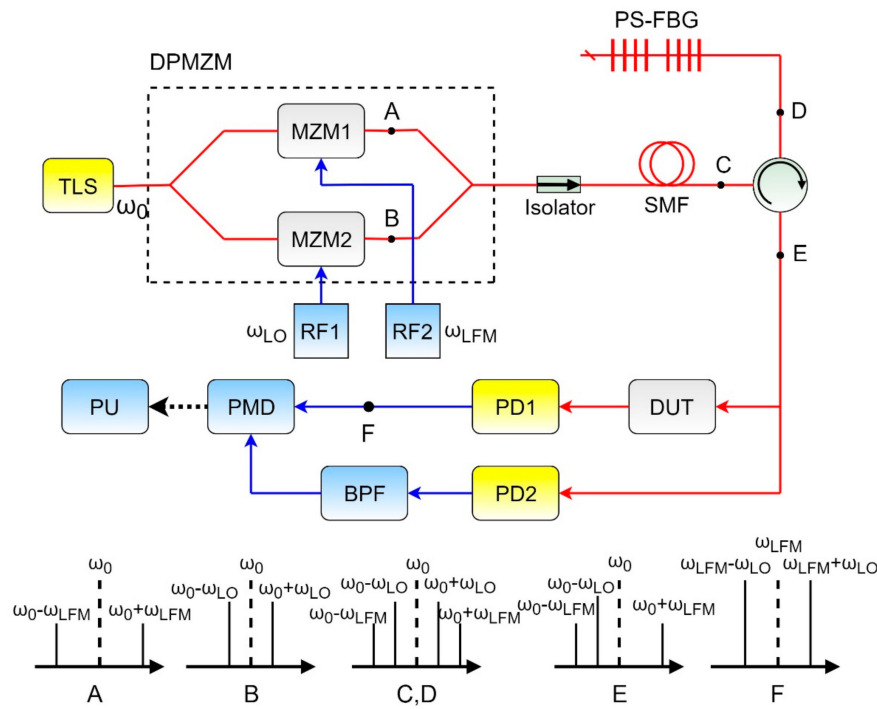 PS-FBG
DPMZM
A
MZM1
D
TLS
ω0
C
B
MZM2
Isolator
SMF
E
ωLO
RF1
RF2
ωLFM
PU
PMD
F
PD1
DUT
BPF
PD2
ω0
ω0-ωLFM
ω0+ωLFM
A
ω0
ω0-ωLO
ω0+ωLO
B
ω0
ω0-ωLO
ω0+ωLO
ω0-ωLFM
ω0+ωLFM
C,D
ω0
ω0-ωLO
ω0-ωLFM
ω0+ωLFM
E
ωLFM
ωLFM-ωLO
ωLFM+ωLO
F